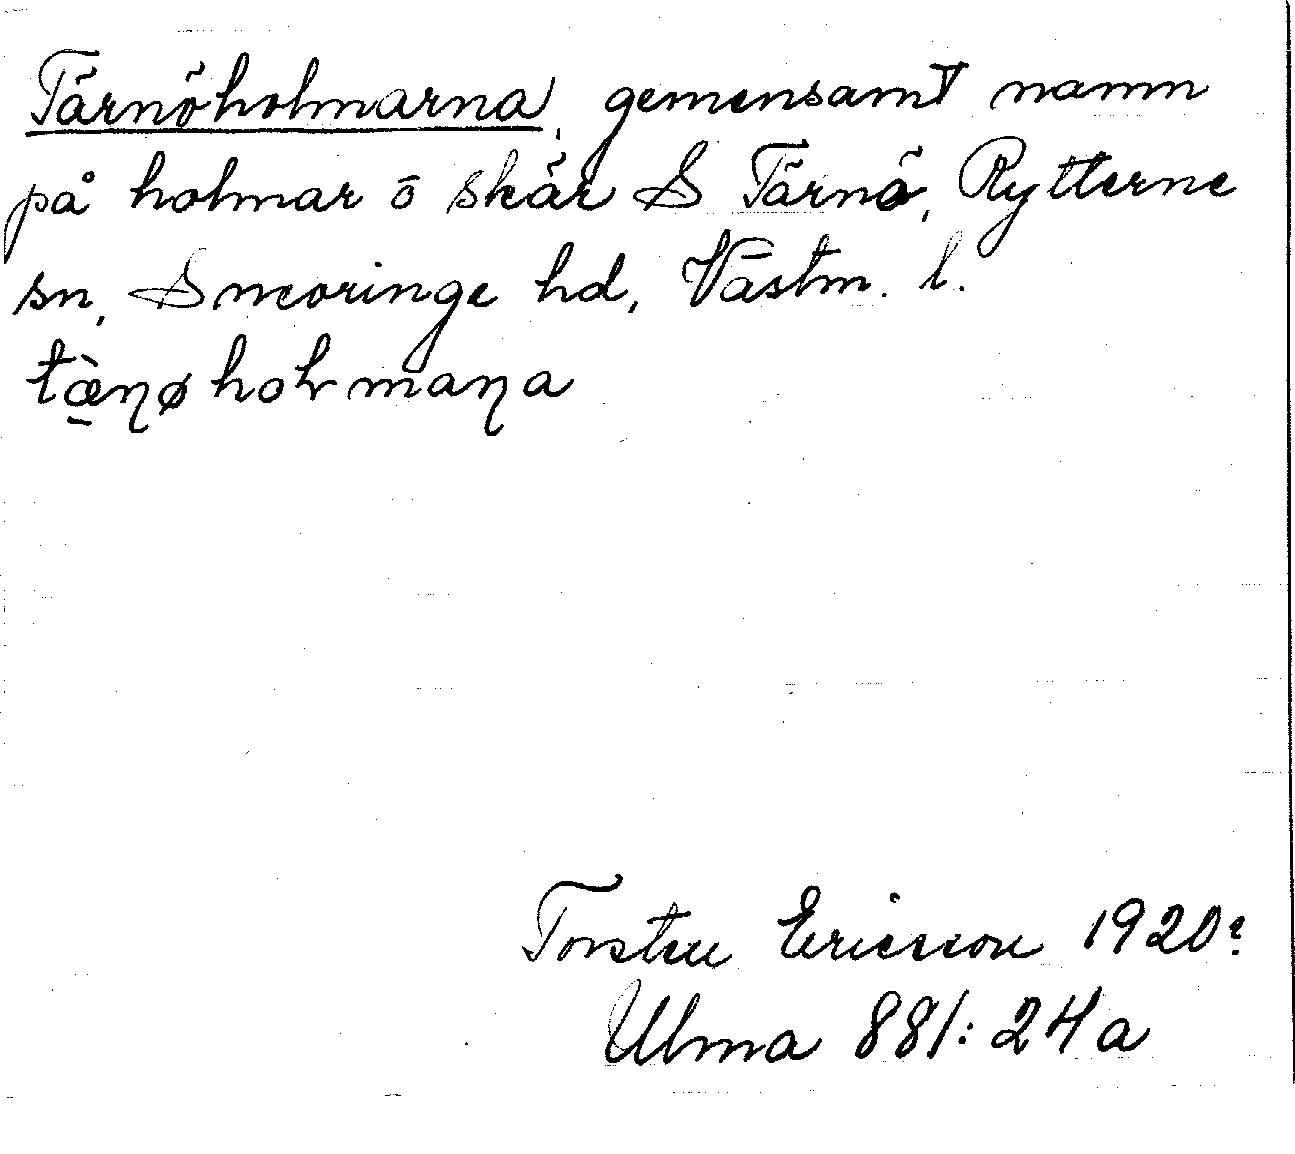 Tärnöholmarna, gemensamt namn
på holmar ō skär S Tärnö, Rytterne
sn, Snevringe hd, Västm. l.
tæ̀ɳøhoɫmaɳa
Torsten Ericsson 1920?
Ulma 881:24a